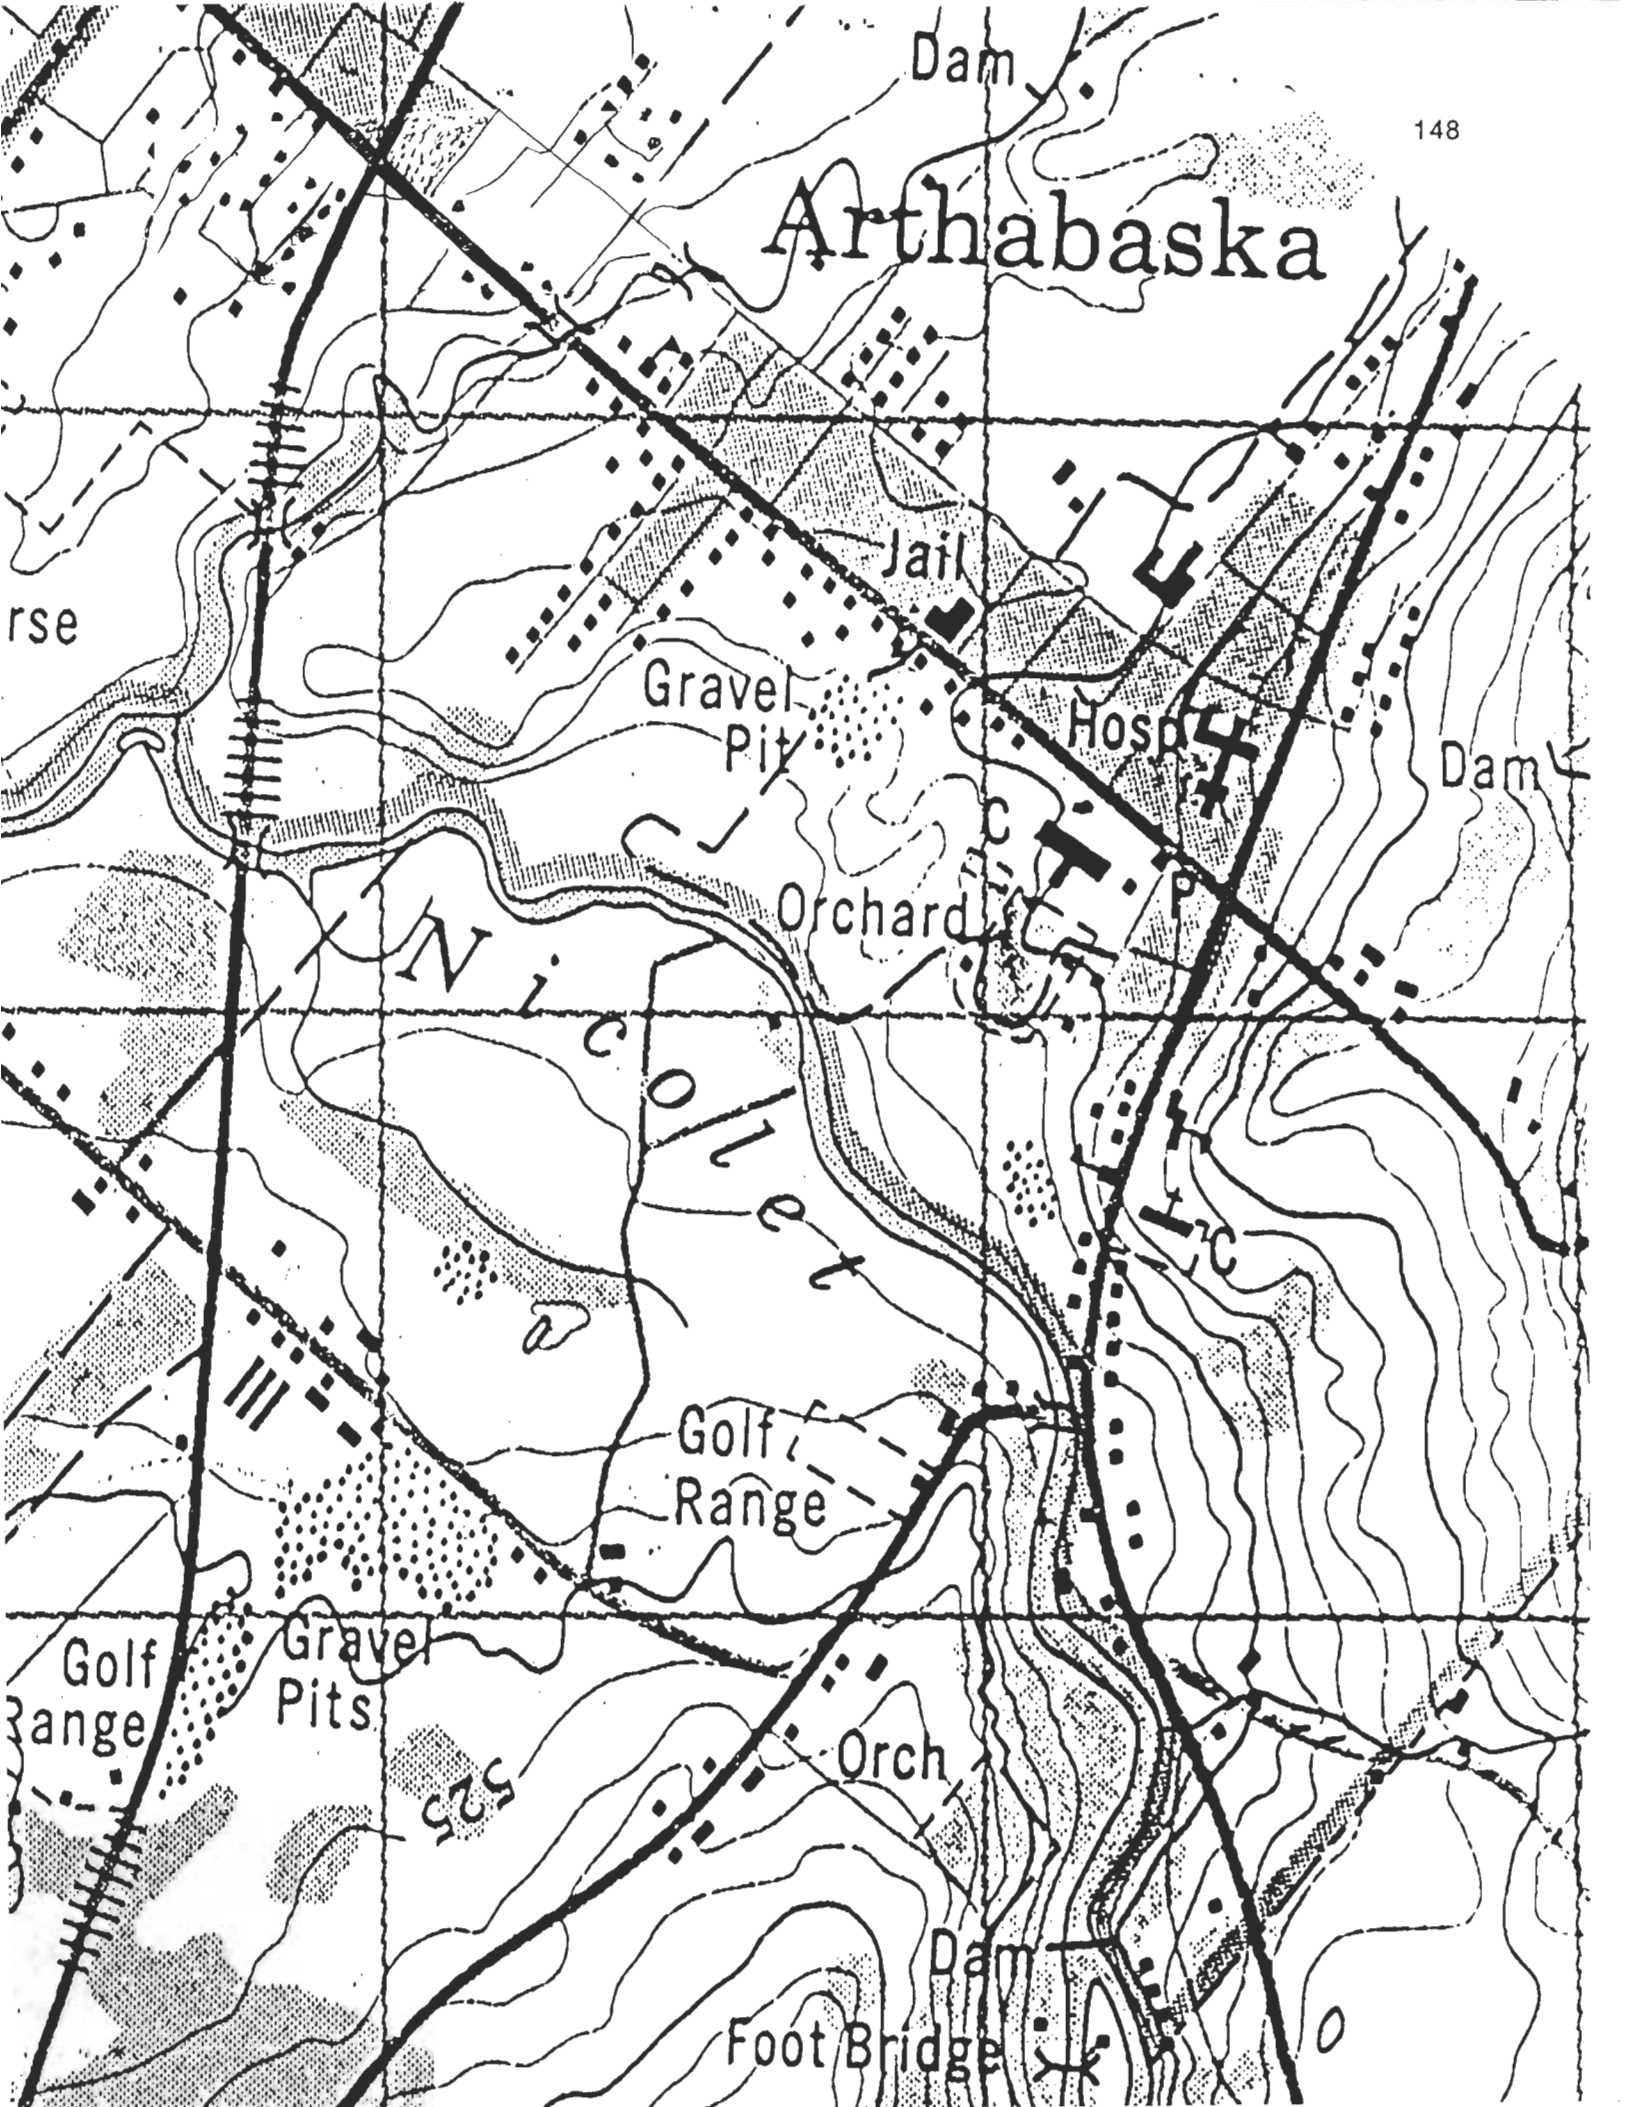 Dam
148
Arthabaska
Jail
rse
Gravel
Pit
Hosp
Dam
C
P
Orchard
Nicolet
C
Golf
Range
Golf
Range
Gravel
Pits
Orch
525
Dam
Foot Bridge